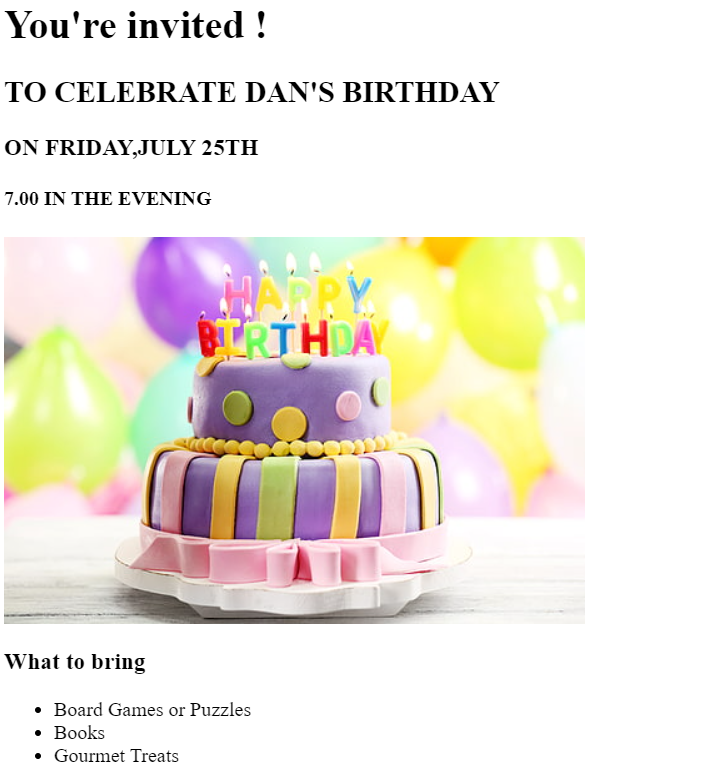 You're invited !
TO CELEBRATE DAN'S BIRTHDAY
ON FRIDAY,JULY 25TH
7.00 IN THE EVENING
HAPPY
BIRTHDAY
What to bring
Board Games or Puzzles
Books
Gourmet Treats